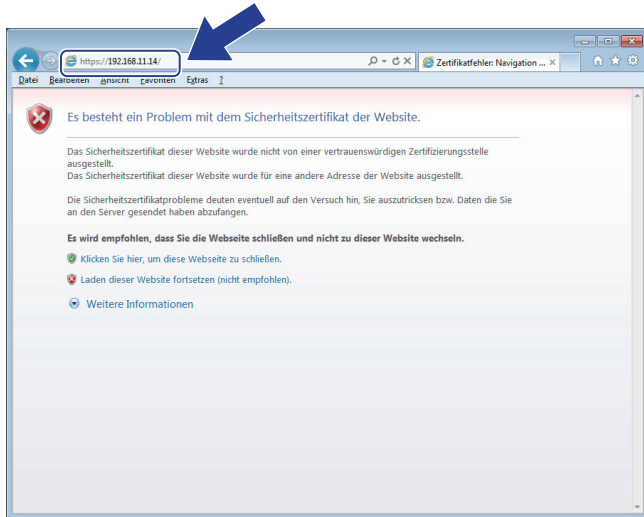 https://192.168.11.14/
Zertifikatfehler: Navigation ...
Datei Bearbeiten Ansicht Favoriten Extras ?
Es besteht ein Problem mit dem Sicherheitszertifikat der Website.
Das Sicherheitszertifikat dieser Website wurde nicht von einer vertrauenswürdigen Zertifizierungsstelle
ausgestellt.
Das Sicherheitszertifikat dieser Website wurde für eine andere Adresse der Website ausgestellt.
Die Sicherheitszertifikatprobleme deuten eventuell auf den Versuch hin, Sie auszutricksen bzw. Daten die Sie
an den Server gesendet haben abzufangen.
Es wird empfohlen, dass Sie die Webseite schließen und nicht zu dieser Website wechseln.
Klicken Sie hier, um diese Webseite zu schließen.
Laden dieser Website fortsetzen (nicht empfohlen).
Weitere Informationen